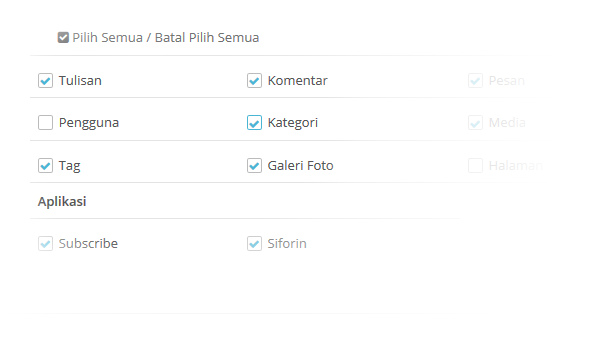 Pilih Semua / Batal Pilih Semua
Tulisan Komentar Pesan
Pengguna Kategori Media
Tag Galeri Foto Halaman
Aplikasi
Subscribe Siforin